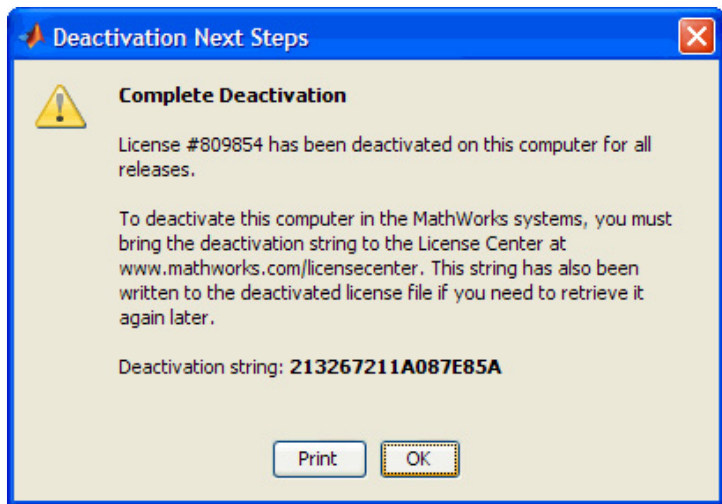 Deactivation Next Steps
Complete Deactivation
License #809854 has been deactivated on this computer for all
releases.
To deactivate this computer in the MathWorks systems, you must
bring the deactivation string to the License Center at
www.mathworks.com/licensecenter. This string has also been
written to the deactivated license file if you need to retrieve it
again later.
Deactivation string: 213267211A087E85A
Print OK